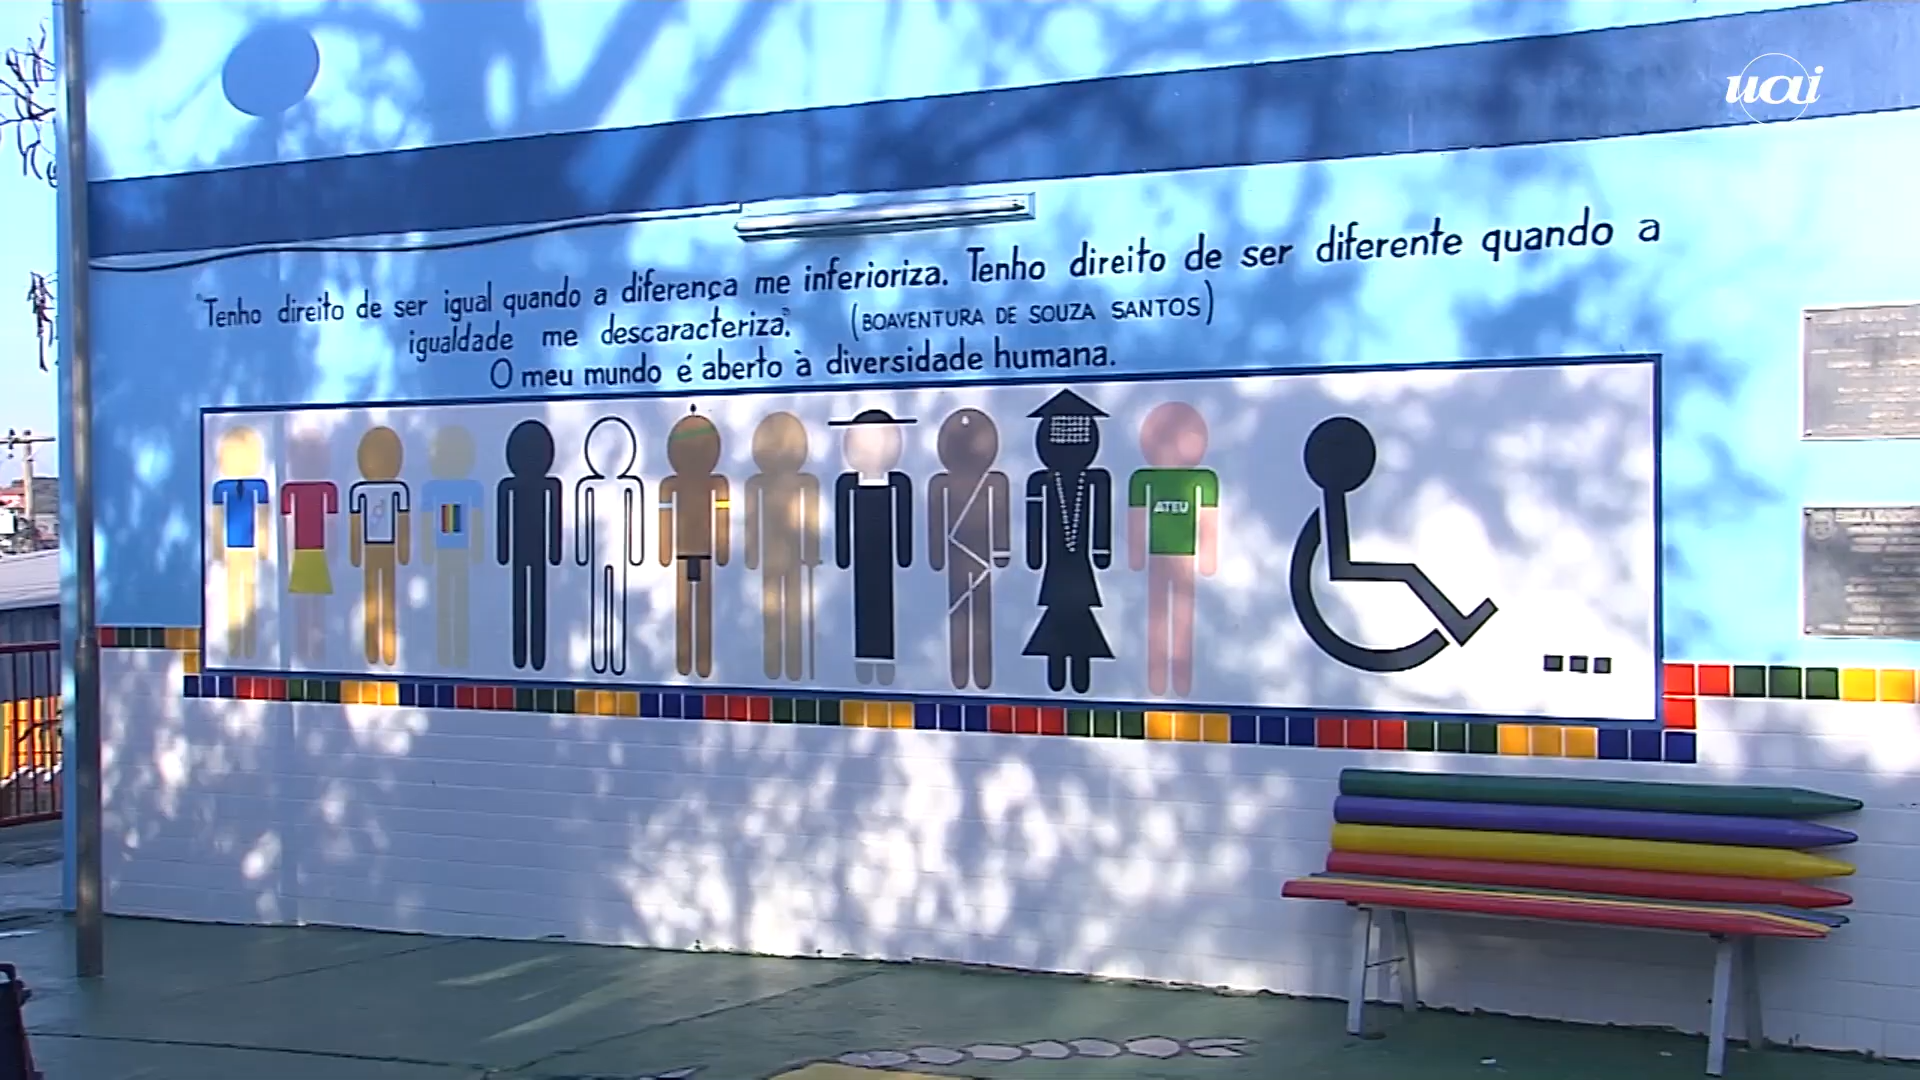 uai
"Tenho direito de ser igual quando a diferença me inferioriza. Tenho direito de ser diferente quando a
igualdade me descaracteriza". (BOAVENTURA DE SOUZA SANTOS)
O meu mundo é aberto à diversidade humana.
ATEU